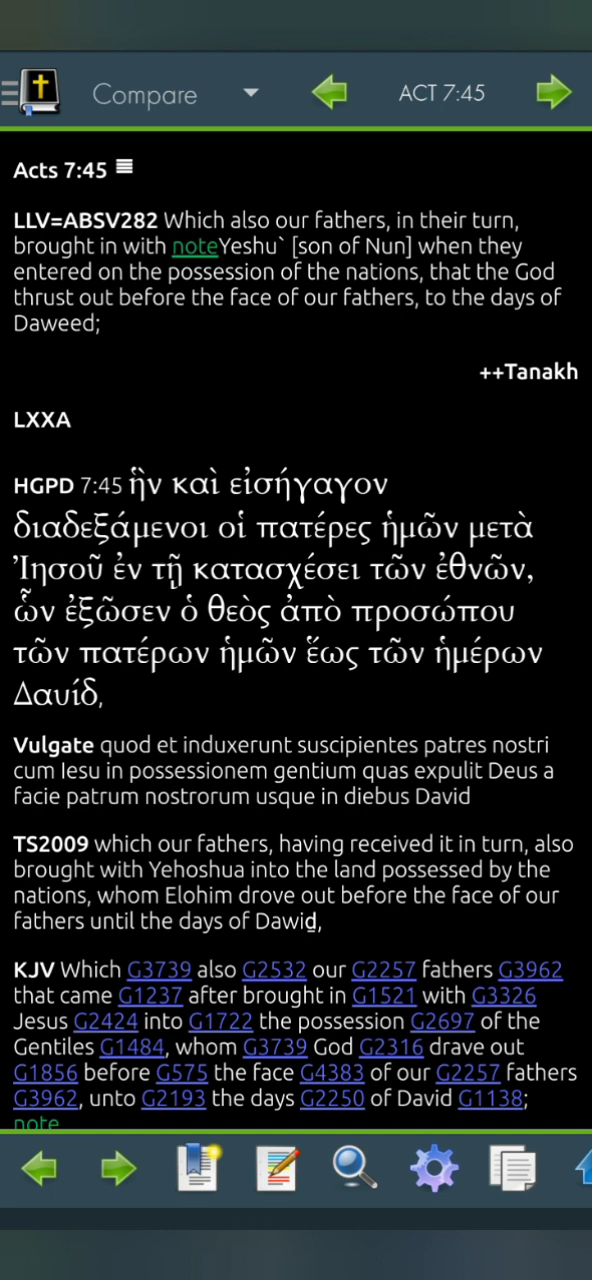 Compare
ACT 7:45
Acts 7:45
LLV=ABSV282 Which also our fathers, in their turn,
brought in with noteYeshu` [son of Nun] when they
entered on the possession of the nations, that the God
thrust out before the face of our fathers, to the days of
Daweed;
++Tanakh
LXXA
HGPD 7:45 ἣν καὶ εἰσήγαγον
διαδεξάμενοι οἱ πατέρες ἡμῶν μετὰ
Ἰησοῦ ἐν τῇ κατασχέσει τῶν ἐθνῶν,
ὧν ἐξῶσεν ὁ θεὸς ἀπὸ προσώπου
τῶν πατέρων ἡμῶν ἕως τῶν ἡμέρων
Δαυίδ,
Vulgate quod et induxerunt suscipientes patres nostri
cum Iesu in possessionem gentium quas expulit Deus a
facie patrum nostrorum usque in diebus David
TS2009 which our fathers, having received it in turn, also
brought with Yehoshua into the land possessed by the
nations, whom Elohim drove out before the face of our
fathers until the days of Dawiḏ,
KJV Which G3739 also G2532 our G2257 fathers G3962
that came G1237 after brought in G1521 with G3326
Jesus G2424 into G1722 the possession G2697 of the
Gentiles G1484, whom G3739 God G2316 drave out
G1856 before G575 the face G4383 of our G2257 fathers
G3962, unto G2193 the days G2250 of David G1138;
note